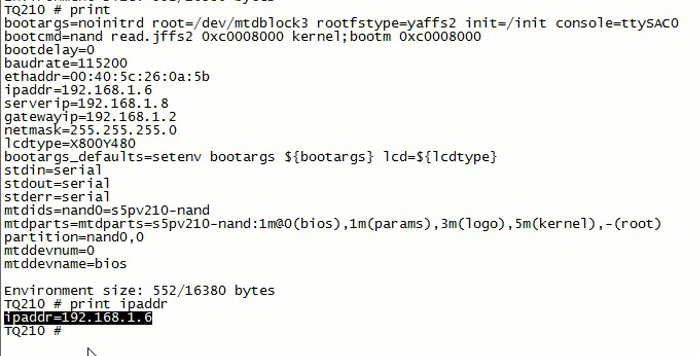 TQ210 # print
bootargs=noinitrd root=/dev/mtdblock3 rootfstype=yaffs2 init=/init console=ttySAC0
bootcmd=nand read.jffs2 0xc0008000 kernel;bootm 0xc0008000
bootdelay=0
baudrate=115200
ethaddr=00:40:5c:26:0a:5b
ipaddr=192.168.1.6
serverip=192.168.1.8
gatewayip=192.168.1.2
netmask=255.255.255.0
lcdtype=X800Y480
bootargs_defaults=setenv bootargs ${bootargs} lcd=${lcdtype}
stdin=serial
stdout=serial
stderr=serial
mtdids=nand0=s5pv210-nand
mtdparts=mtdparts=s5pv210-nand:1m@0(bios),1m(params),3m(logo),5m(kernel),-(root)
partition=nand0,0
mtddevnum=0
mtddevname=bios
Environment size: 552/16380 bytes
TQ210 # print ipaddr
ipaddr=192.168.1.6
TQ210 #